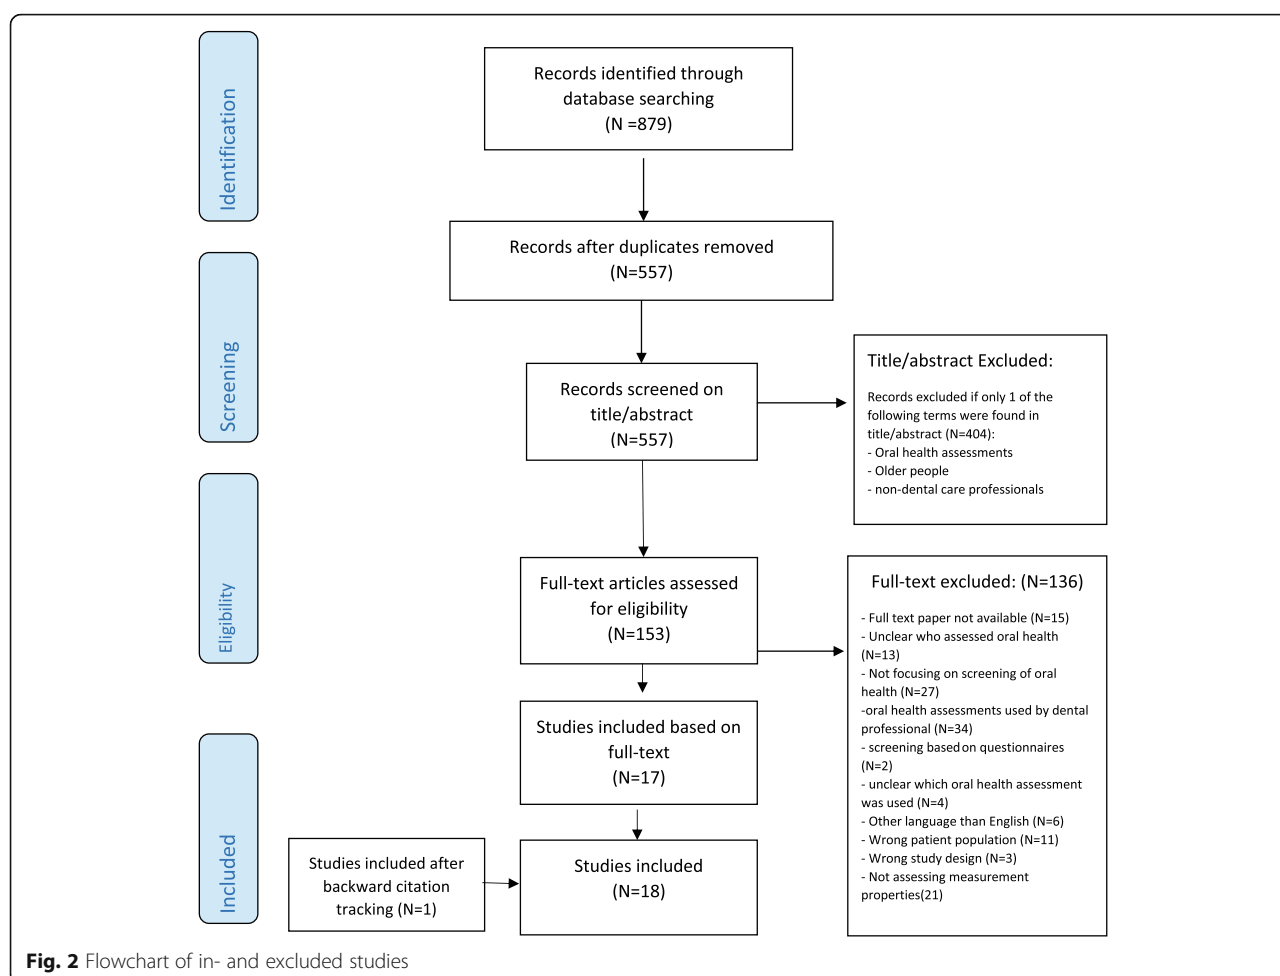 Identification
Records identified through
database searching
(N =879)
Records after duplicates removed
(N=557)
Screening
Records screened on
title/abstract
(N=557)
Title/abstract Excluded:
Records excluded if only 1 of the
following terms were found in
title/abstract (N=404):
- Oral health assessments
- Older people
- non-dental care professionals
Eligibility
Full-text articles assessed
for eligibility
(N=153)
Full-text excluded: (N=136)
- Full text paper not available (N=15)
- Unclear who assessed oral health
(N=13)
- Not focusing on screening of oral
health (N=27)
-oral health assessments used by dental
professional (N=34)
- screening based on questionnaires
(N=2)
- unclear which oral health assessment
was used (N=4)
- Other language than English (N=6)
- Wrong patient population (N=11)
- Wrong study design (N=3)
- Not assessing measurement
properties(21)
Studies included based on
full-text
(N=17)
Included
Studies included after
backward citation
tracking (N=1)
Studies included
(N=18)
Fig. 2 Flowchart of in- and excluded studies